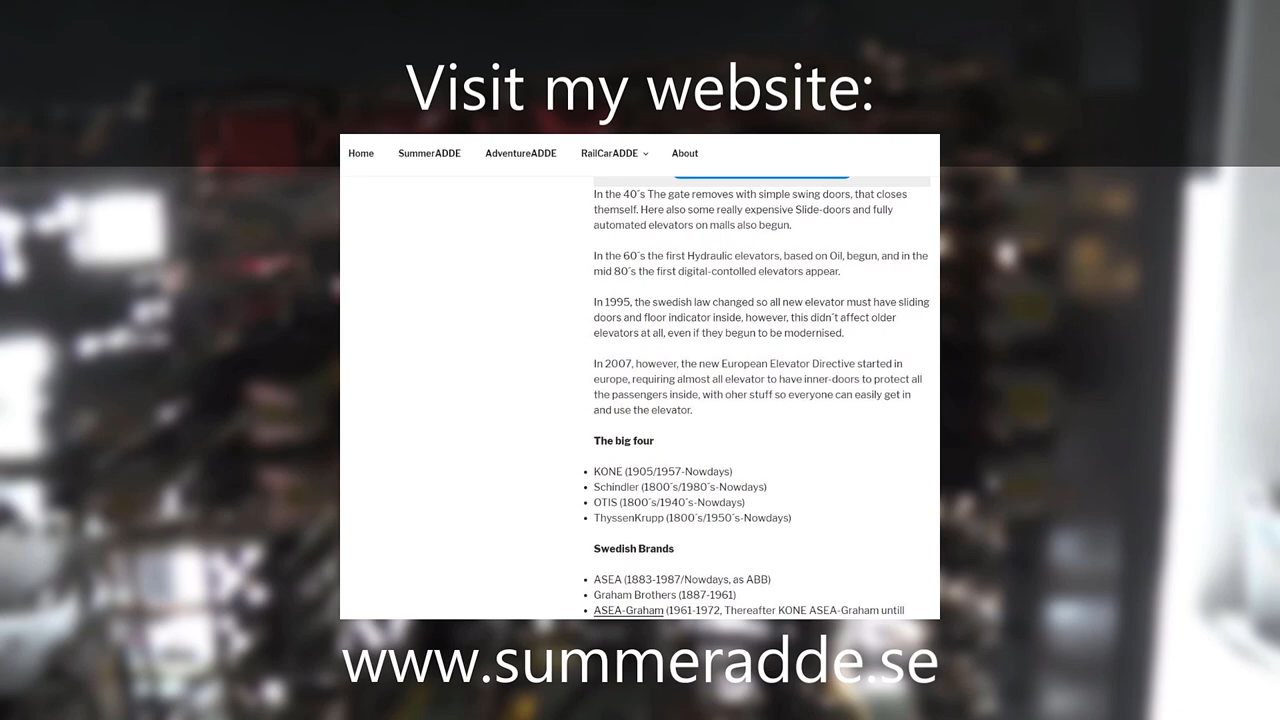 Visit my website:
Home SummerADDE AdventureADDE RailCarADDE About
In the 40´s The gate removes with simple swing doors, that closes
themself. Here also some really expensive Slide-doors and fully
automated elevators on malls also begun.
In the 60´s the first Hydraulic elevators, based on Oil, begun, and in the
mid 80´s the first digital-contolled elevators appear.
In 1995, the swedish law changed so all new elevator must have sliding
doors and floor indicator inside, however, this didn´t affect older
elevators at all, even if they begun to be modernised.
In 2007, however, the new European Elevator Directive started in
europe, requiring almost all elevator to have inner-doors to protect all
the passengers inside, with oher stuff so everyone can easily get in
and use the elevator.
The big four
• KONE (1905/1957-Nowdays)
• Schindler (1800´s/1980´s-Nowdays)
• OTIS (1800´s/1940´s-Nowdays)
• ThyssenKrupp (1800´s/1950´s-Nowdays)
Swedish Brands
• ASEA (1883-1987/Nowdays, as ABB)
• Graham Brothers (1887-1961)
• ASEA-Graham (1961-1972, Thereafter KONE ASEA-Graham untill
www.summeradde.se